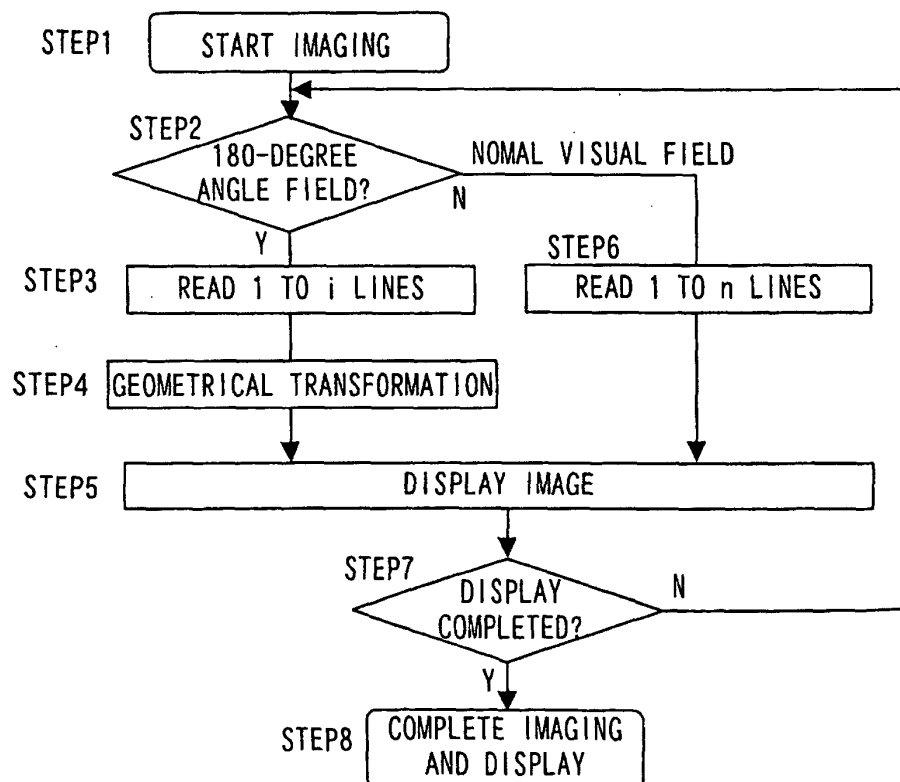 STEP1
START IMAGING
STEP2
180-DEGREE
ANGLE FIELD?
NOMAL VISUAL FIELD
N
Y
STEP3
READ 1 TO i LINES
STEP6
READ 1 TO n LINES
STEP4
GEOMETRICAL TRANSFORMATION
STEP5
DISPLAY IMAGE
STEP7
DISPLAY
COMPLETED?
N
Y
STEP8
COMPLETE IMAGING
AND DISPLAY